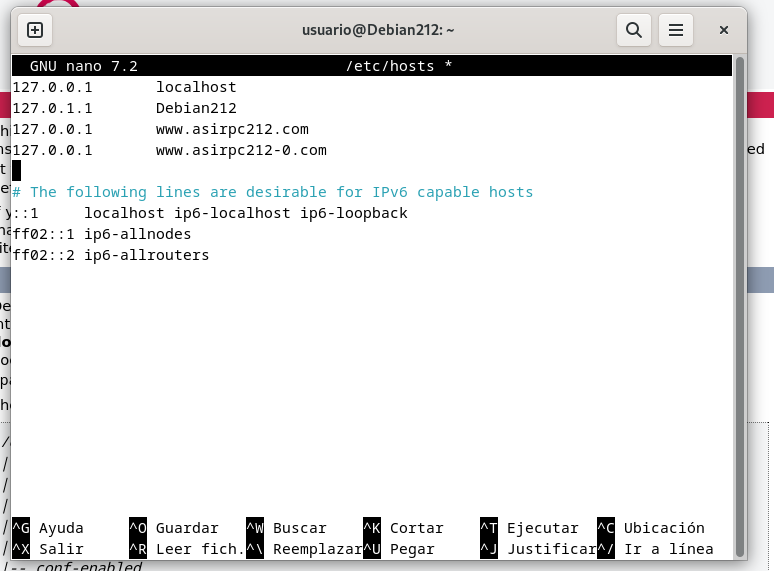 usuario@Debian212: ~
GNU nano 7.2 /etc/hosts *
127.0.0.1 localhost
127.0.1.1 Debian212
127.0.0.1 www.asirpc212.com
127.0.0.1 www.asirpc212-0.com
# The following lines are desirable for IPv6 capable hosts
::1 localhost ip6-localhost ip6-loopback
ff02::1 ip6-allnodes
ff02::2 ip6-allrouters
^G Ayuda ^O Guardar ^W Buscar ^K Cortar ^T Ejecutar ^C Ubicación
^X Salir ^R Leer fich. ^\ Reemplazar ^U Pegar ^J Justificar ^/ Ir a línea
|-- conf-enabled